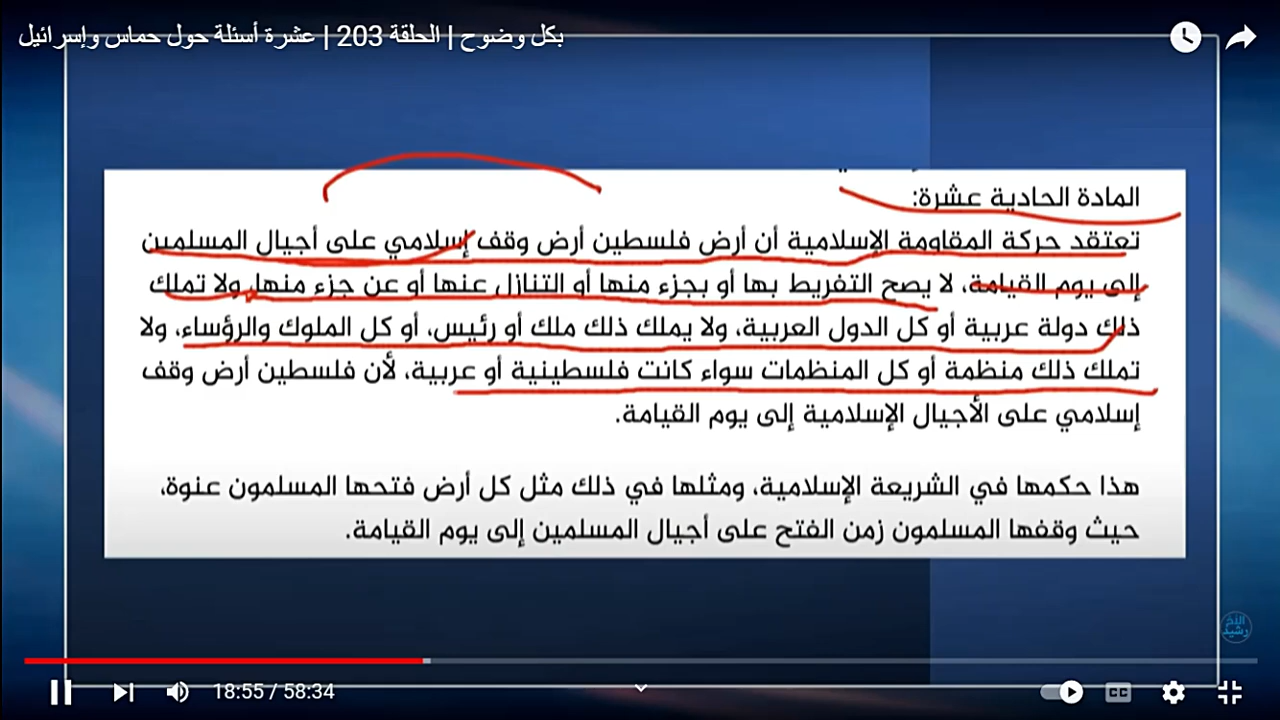 بكل وضوح | الحلقة 203 | عشرة أسئلة حول حماس وإسرائيل
المادة الحادية عشرة:
تعتقد حركة المقاومة الإسلامية أن أرض فلسطين أرض وقف إسلامي على أجيال المسلمين
إلى يوم القيامة، لا يصح التفريط بها أو بجزء منها أو التنازل عنها أو عن جزء منها، ولا تملك
ذلك دولة عربية أو كل الدول العربية، ولا يملك ذلك ملك أو رئيس، أو كل الملوك والرؤساء، ولا
تملك ذلك منظمة أو كل المنظمات سواء كانت فلسطينية أو عربية، لأن فلسطين أرض وقف
إسلامي على الأجيال الإسلامية إلى يوم القيامة.
هذا حكمها في الشريعة الإسلامية، ومثلها في ذلك مثل كل أرض فتحها المسلمون عنوة،
حيث وقفها المسلمون زمن الفتح على أجيال المسلمين إلى يوم القيامة.
رشيد
18:55 / 58:34
CC